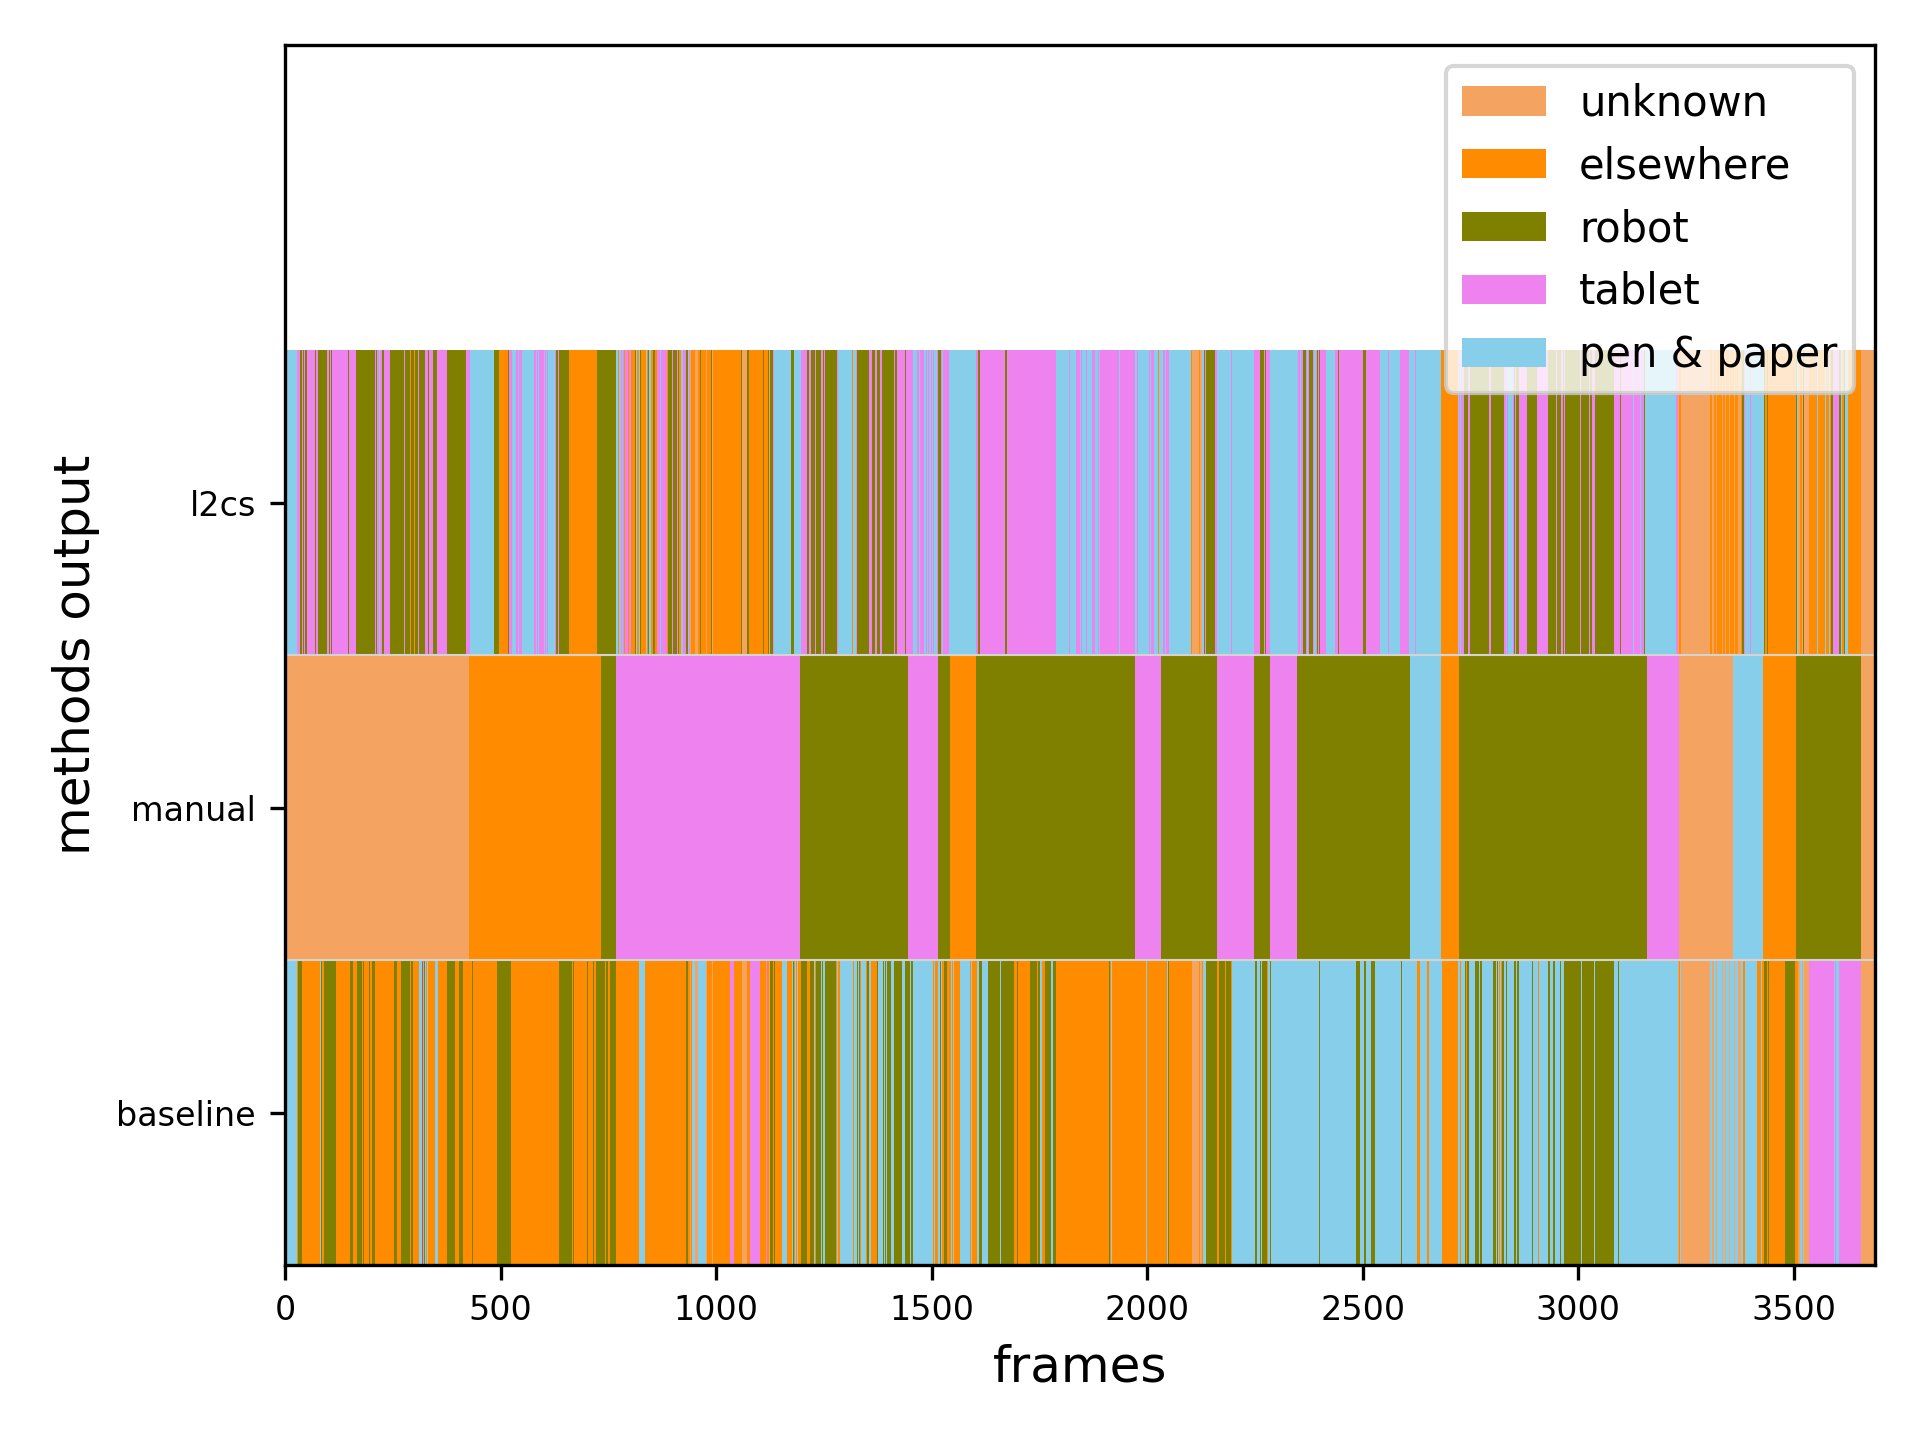 unknown
elsewhere
robot
tablet
pen & paper
methods output
l2cs
manual
baseline
0 500 1000 1500 2000 2500 3000 3500
frames